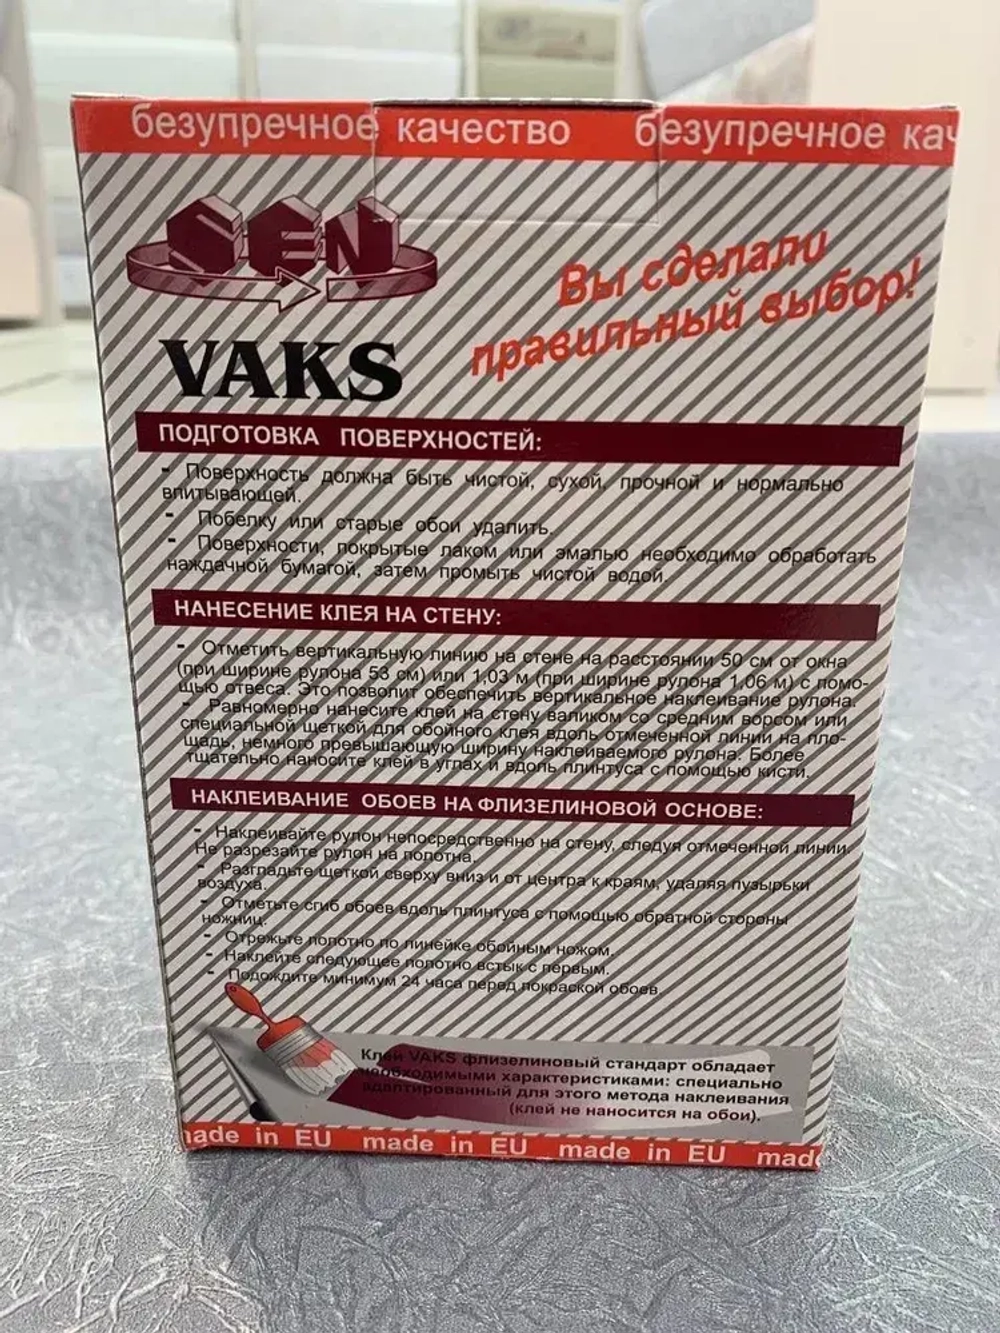 безупречное качество безупречное кач
SEN
Вы сделали
правильный выбор!
VAKS
ПОДГОТОВКА ПОВЕРХНОСТЕЙ:
- Поверхность должна быть чистой, сухой, прочной и нормально
впитывающей.
- Побелку или старые обои удалить.
- Поверхности, покрытые лаком или эмалью необходимо обработать
наждачной бумагой, затем промыть чистой водой.
НАНЕСЕНИЕ КЛЕЯ НА СТЕНУ:
- Отметить вертикальную линию на стене на расстоянии 50 см от окна
(при ширине рулона 53 см) или 1,03 м (при ширине рулона 1,06 м) с помо-
щью отвеса. Это позволит обеспечить вертикальное наклеивание рулона.
- Равномерно нанесите клей на стену валиком со средним ворсом или
специальной щеткой для обойного клея вдоль отмеченной линии на пло-
щадь, немного превышающую ширину наклеиваемого рулона. Более
тщательно наносите клей в углах и вдоль плинтуса с помощью кисти.
НАКЛЕИВАНИЕ ОБОЕВ НА ФЛИЗЕЛИНОВОЙ ОСНОВЕ:
- Наклеивайте рулон непосредственно на стену, следуя отмеченной линии.
Не разрезайте рулон на полотна.
- Разгладьте щеткой сверху вниз и от центра к краям, удаляя пузырьки
воздуха.
- Отметьте сгиб обоев вдоль плинтуса с помощью обратной стороны
ножниц.
- Отрежьте полотно по линейке обойным ножом.
- Наклейте следующее полотно встык с первым.
- Подождите минимум 24 часа перед покраской обоев.
Клей VAKS флизелиновый стандарт обладает
необходимыми характеристиками: специально
адаптированный для этого метода наклеивания
(клей не наносится на обои).
made in EU made in EU made in EU made